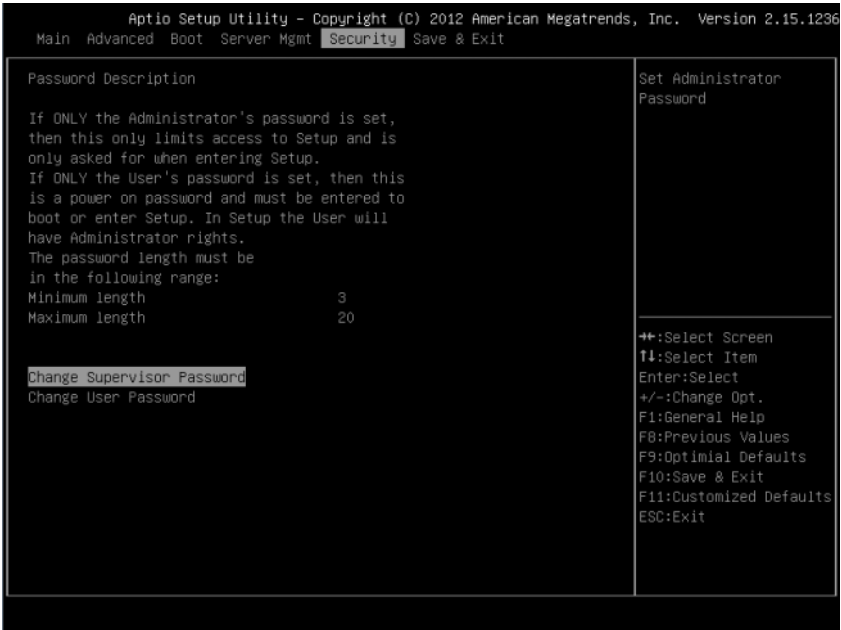 Aptio Setup Utility – Copyright (C) 2012 American Megatrends, Inc. Version 2.15.1236
Main Advanced Boot Server Mgmt Security Save & Exit
Password Description
If ONLY the Administrator's password is set,
then this only limits access to Setup and is
only asked for when entering Setup.
If ONLY the User's password is set, then this
is a power on password and must be entered to
boot or enter Setup. In Setup the User will
have Administrator rights.
The password length must be
in the following range:
Minimum length 3
Maximum length 20
Change Supervisor Password
Change User Password
Set Administrator
Password
→←:Select Screen
↑↓:Select Item
Enter:Select
+/-:Change Opt.
F1:General Help
F8:Previous Values
F9:Optimial Defaults
F10:Save & Exit
F11:Customized Defaults
ESC:Exit